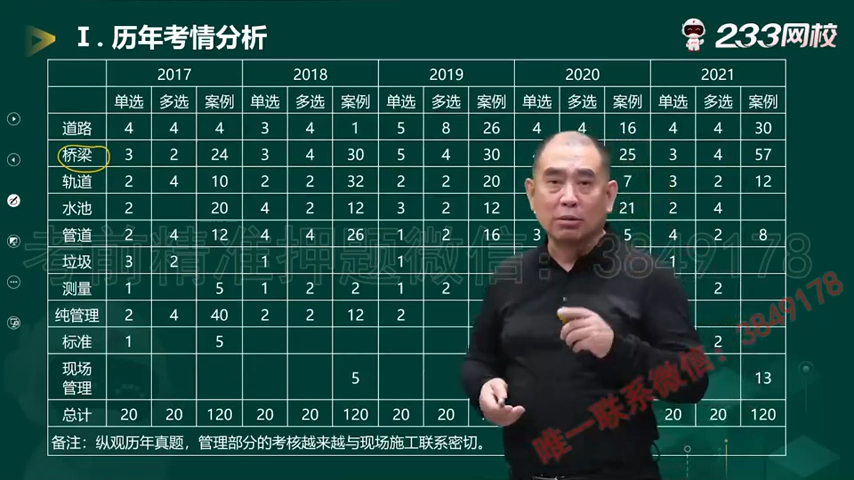 Ⅰ. 历年考情分析
233网校
2017 2018 2019 2020 2021
单选 多选 案例 单选 多选 案例 单选 多选 案例 单选 多选 案例 单选 多选 案例
道路 4 4 4 3 4 1 5 8 26 4 4 16 4 4 30
桥梁 3 2 24 3 4 30 5 4 30 25 3 4 57
轨道 2 4 10 2 2 32 2 2 20 7 3 2 12
水池 2 20 4 2 12 3 2 12 21 2 4
管道 2 4 12 4 4 26 1 2 16 3 5 4 2 8
垃圾 3 2 1 1 1
测量 1 5 1 2 2 1 2 2
纯管理 2 4 40 2 2 12 2
标准 1 5 2
现场
管理 5 13
总计 20 20 120 20 20 120 20 20 20 20 120
备注：纵观历年真题，管理部分的考核越来越与现场施工联系密切。
考前精准押题微信：3849178
唯一联系微信：3849178